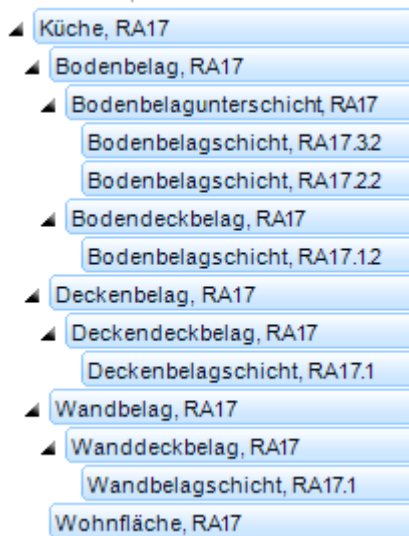 Küche, RA17
Bodenbelag, RA17
Bodenbelagunterschicht, RA17
Bodenbelagschicht, RA17.3.2
Bodenbelagschicht, RA17.2.2
Bodendeckbelag, RA17
Bodenbelagschicht, RA17.1.2
Deckenbelag, RA17
Deckendeckbelag, RA17
Deckenbelagschicht, RA17.1
Wandbelag, RA17
Wanddeckbelag, RA17
Wandbelagschicht, RA17.1
Wohnfläche, RA17